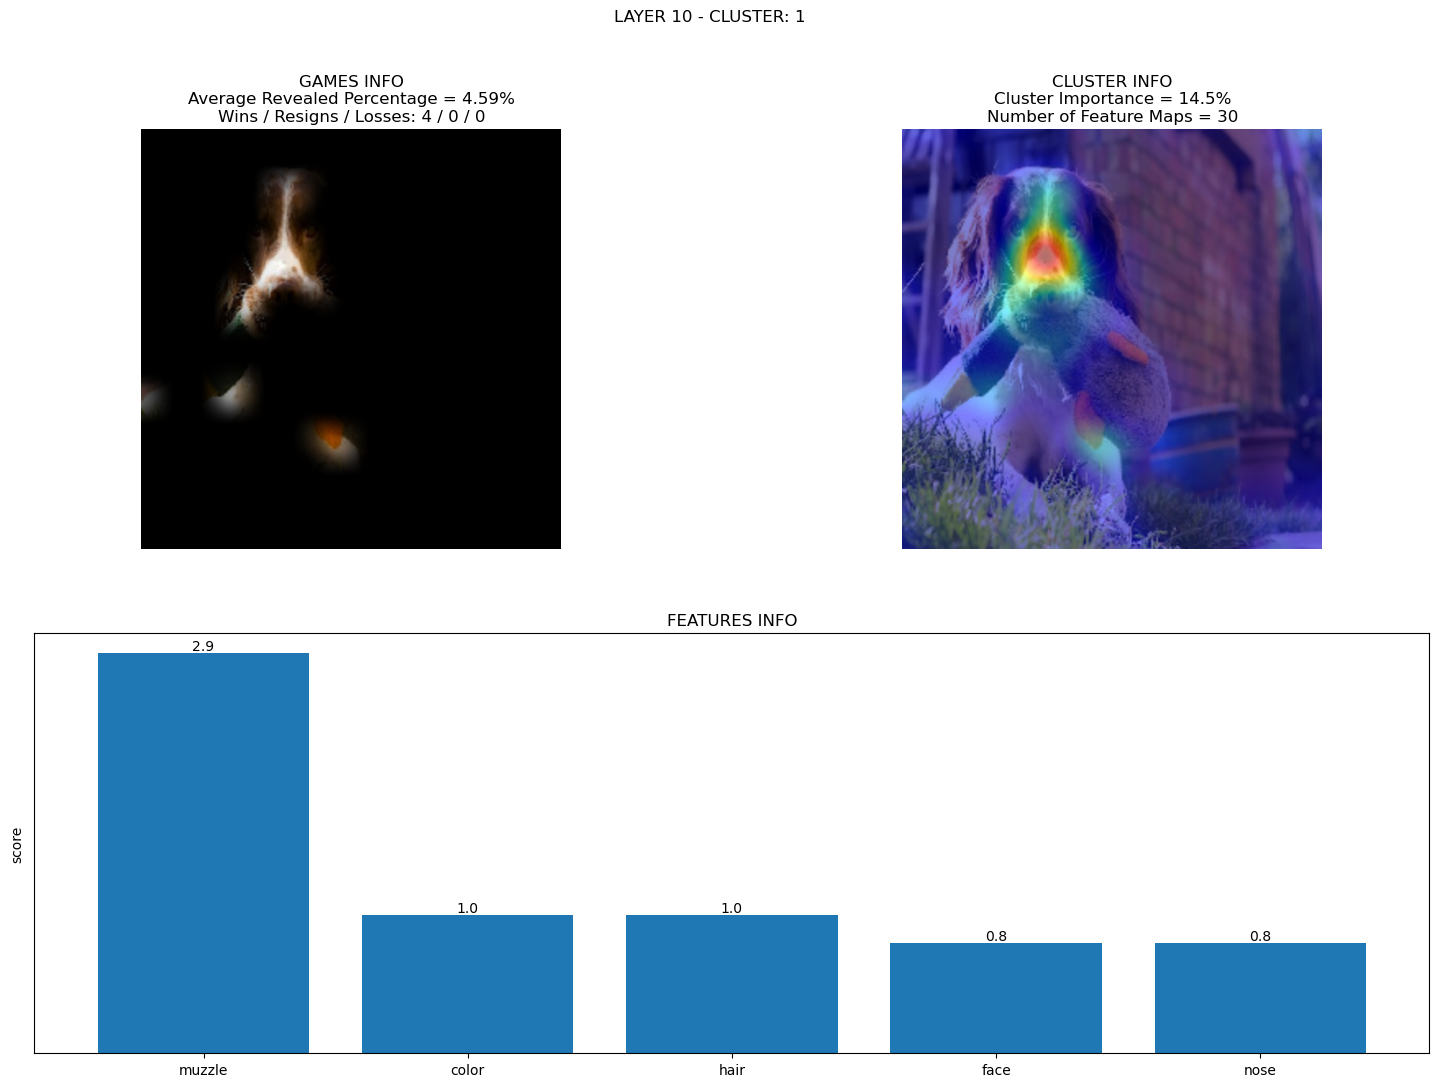 LAYER 10 - CLUSTER: 1
GAMES INFO
Average Revealed Percentage = 4.59%
Wins / Resigns / Losses: 4 / 0 / 0
CLUSTER INFO
Cluster Importance = 14.5%
Number of Feature Maps = 30
FEATURES INFO
score
2.9
1.0
1.0
0.8
0.8
muzzle
color
hair
face
nose